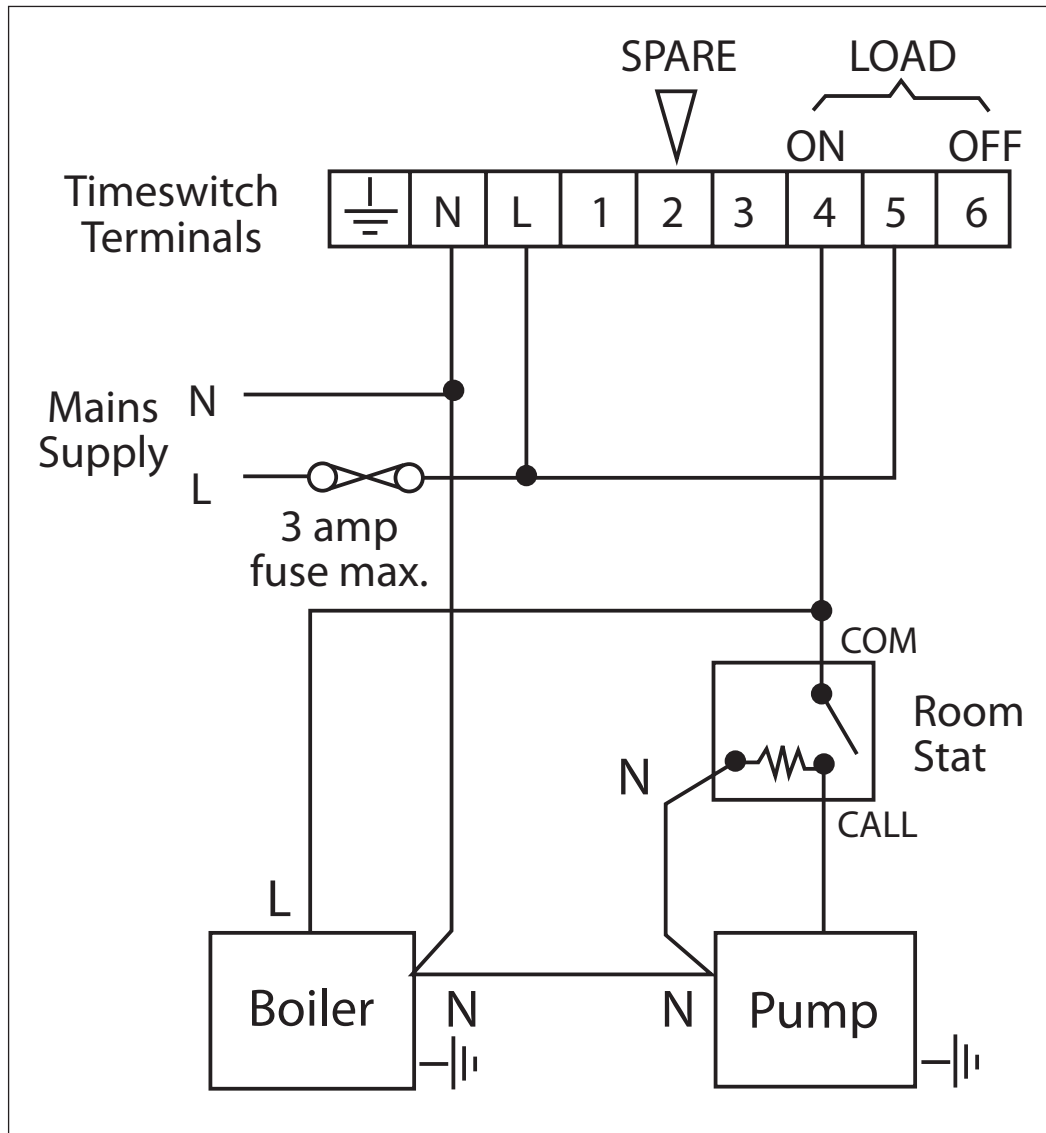 SPARE LOAD
ON OFF
Timeswitch
Terminals
N L 1 2 3 4 5 6
Mains
Supply
N
L
3 amp
fuse max.
COM
Room
Stat
N
CALL
L
Boiler
N
N
Pump